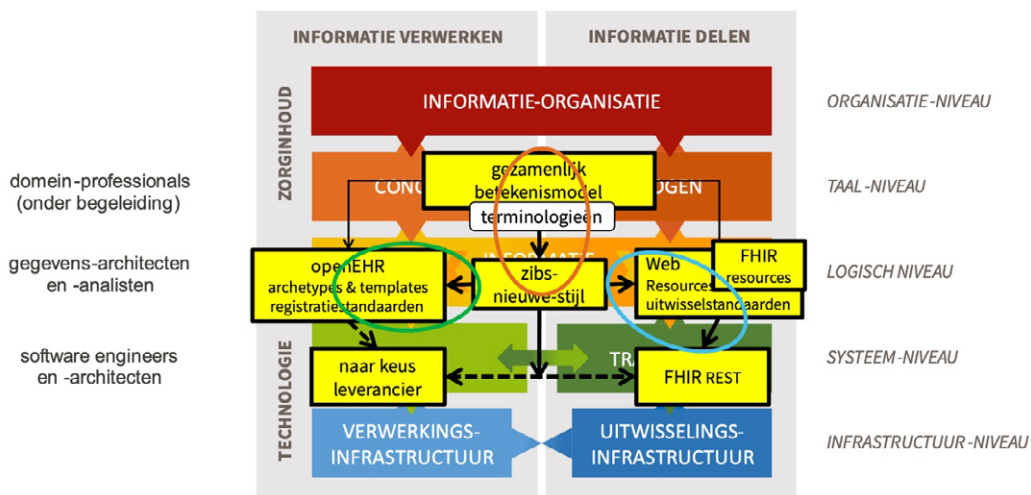 INFORMATIE VERWERKEN
INFORMATIE DELEN
ZORGINHOUD
INFORMATIE-ORGANISATIE
ORGANISATIE-NIVEAU
domein-professionals
(onder begeleiding)
gezamenlijk
betekenismodel
terminologieën
TAAL-NIVEAU
gegevens-architecten
en -analisten
openEHR
archetypes & templates
registratiestandaarden
zibs-
nieuwe-stijl
Web
Resources
uitwisselstandaarden
FHIR
resources
LOGISCH NIVEAU
software engineers
en -architecten
TECHNOLOGIE
naar keus
leverancier
FHIR REST
SYSTEEM-NIVEAU
VERWERKINGS-
INFRASTRUCTUUR
UITWISSELINGS-
INFRASTRUCTUUR
INFRASTRUCTUUR-NIVEAU